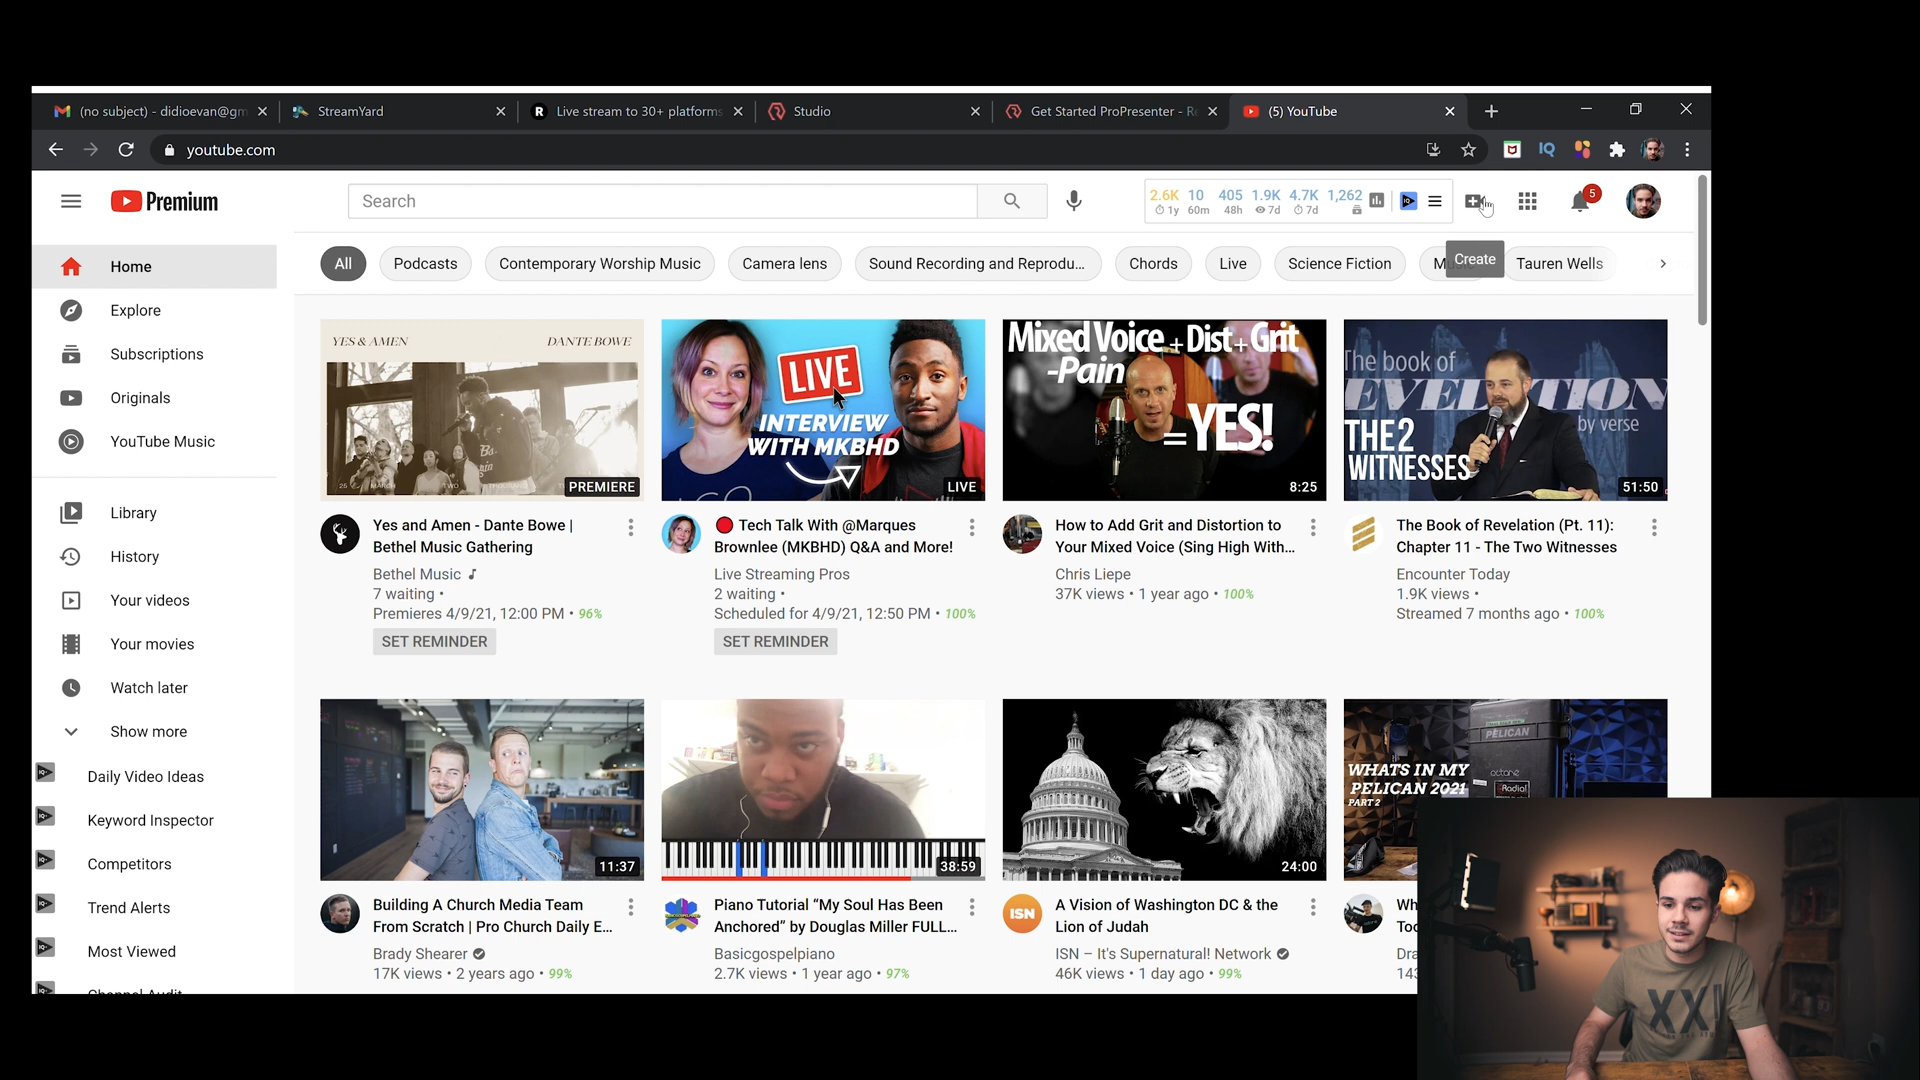 (no subject) - didioevan@gm
StreamYard
Live stream to 30+ platforms
Studio
Get Started ProPresenter - Re
(5) YouTube
youtube.com
IQ
Premium
Search
2.6K 10 405 1.9K 4.7K 1,262
1y 60m 48h 7d 7d
5
Home
Explore
Subscriptions
Originals
YouTube Music
Library
History
Your videos
Your movies
Watch later
Show more
Daily Video Ideas
Keyword Inspector
Competitors
Trend Alerts
Most Viewed
Channel Audit
All
Podcasts
Contemporary Worship Music
Camera lens
Sound Recording and Reprodu...
Chords
Live
Science Fiction
Create
Tauren Wells
YES & AMEN DANTE BOWE
PREMIERE
LIVE
INTERVIEW
WITH MKBHD
LIVE
Mixed Voice + Dist + Grit
-Pain
=YES!
8:25
The book of
REVELATION
by verse
THE 2
WITNESSES
51:50
Yes and Amen - Dante Bowe |
Bethel Music Gathering
Bethel Music
7 waiting •
Premieres 4/9/21, 12:00 PM • 96%
SET REMINDER
Tech Talk With @Marques
Brownlee (MKBHD) Q&A and More!
Live Streaming Pros
2 waiting •
Scheduled for 4/9/21, 12:50 PM • 100%
SET REMINDER
How to Add Grit and Distortion to
Your Mixed Voice (Sing High With...
Chris Liepe
37K views • 1 year ago • 100%
The Book of Revelation (Pt. 11):
Chapter 11 - The Two Witnesses
Encounter Today
1.9K views •
Streamed 7 months ago • 100%
11:37
38:59
24:00
PELICAN
WHATS IN MY
PELICAN 2021
PART 2
octane
Radial
Building A Church Media Team
From Scratch | Pro Church Daily E...
Brady Shearer
17K views • 2 years ago • 99%
Piano Tutorial “My Soul Has Been
Anchored” by Douglas Miller FULL...
Basicgospelpiano
2.7K views • 1 year ago • 97%
ISN
A Vision of Washington DC & the
Lion of Judah
ISN – It's Supernatural! Network
46K views • 1 day ago • 99%
Wh
Too
Dra
143
XXI